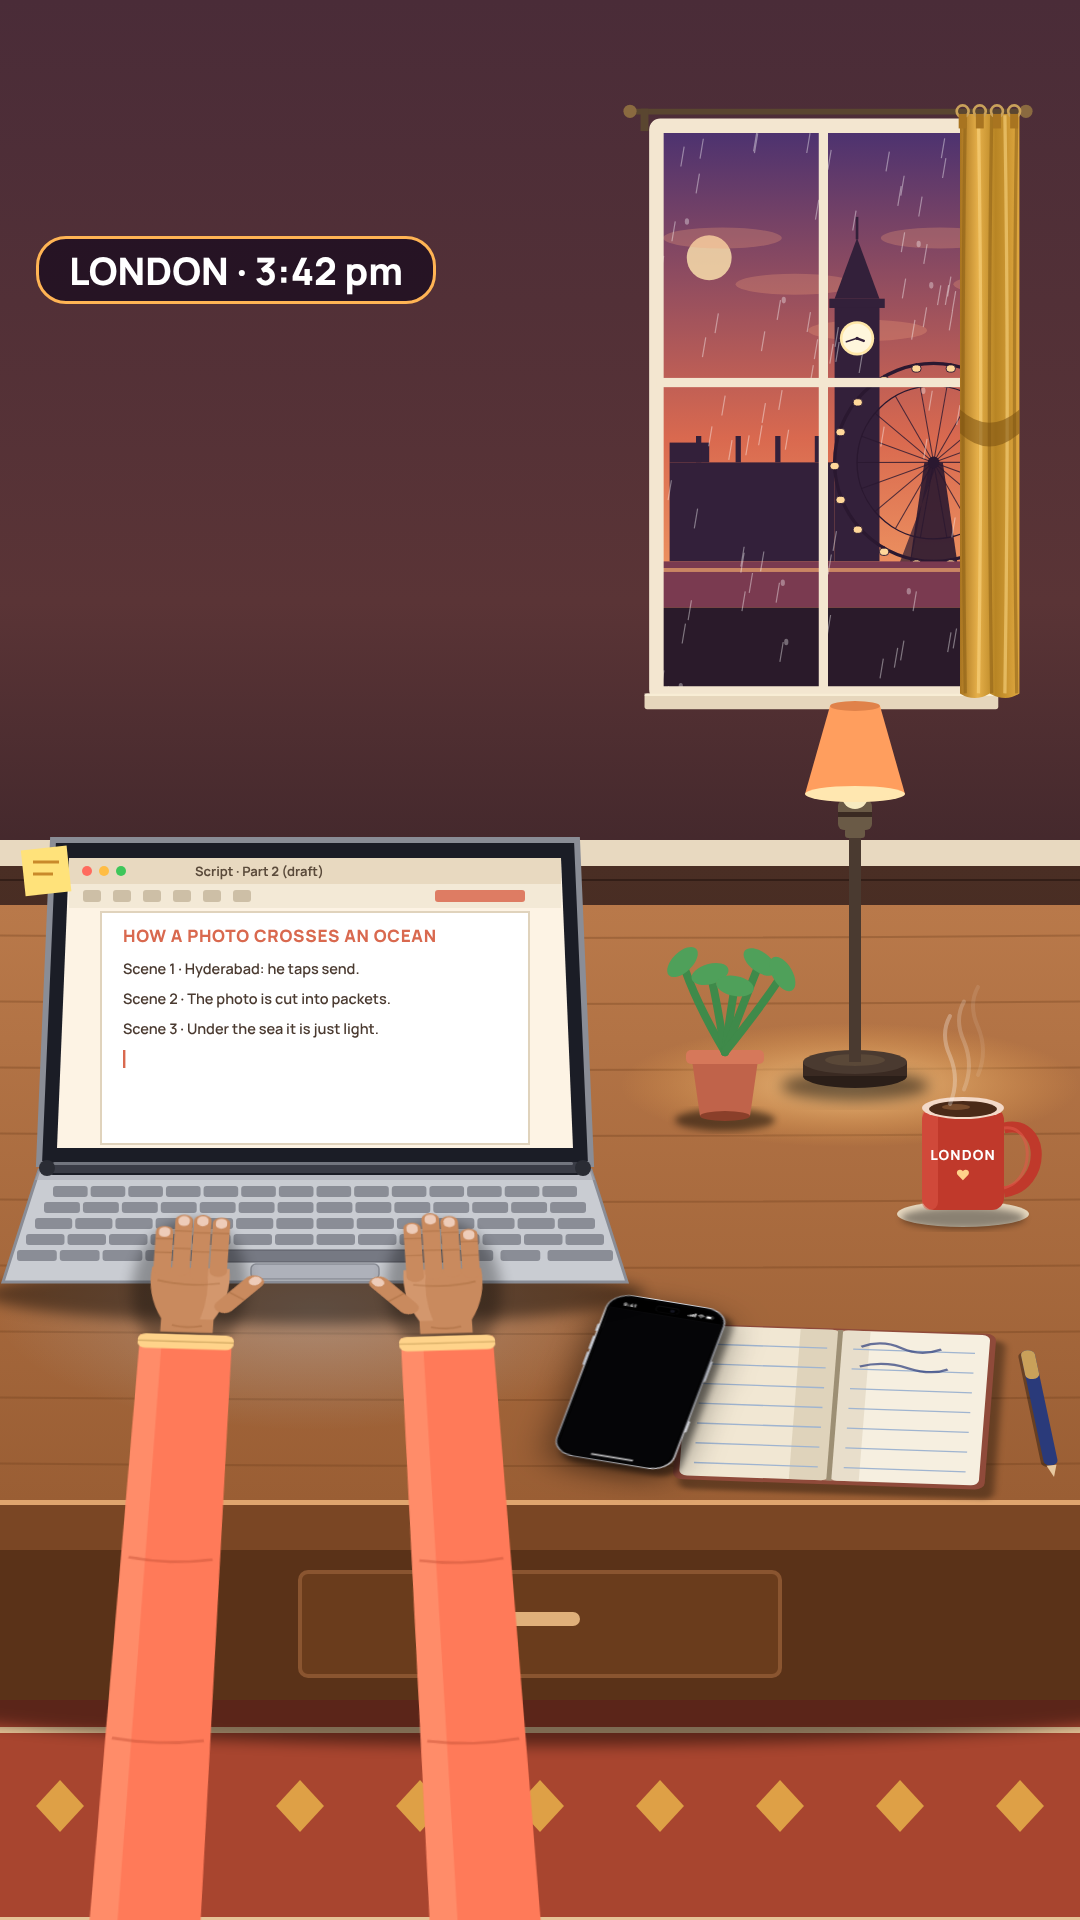 LONDON · 3:42 pm
Script · Part 2 (draft)
HOW A PHOTO CROSSES AN OCEAN
Scene 1 · Hyderabad: he taps send.
Scene 2 · The photo is cut into packets.
Scene 3 · Under the sea it is just light.
LONDON